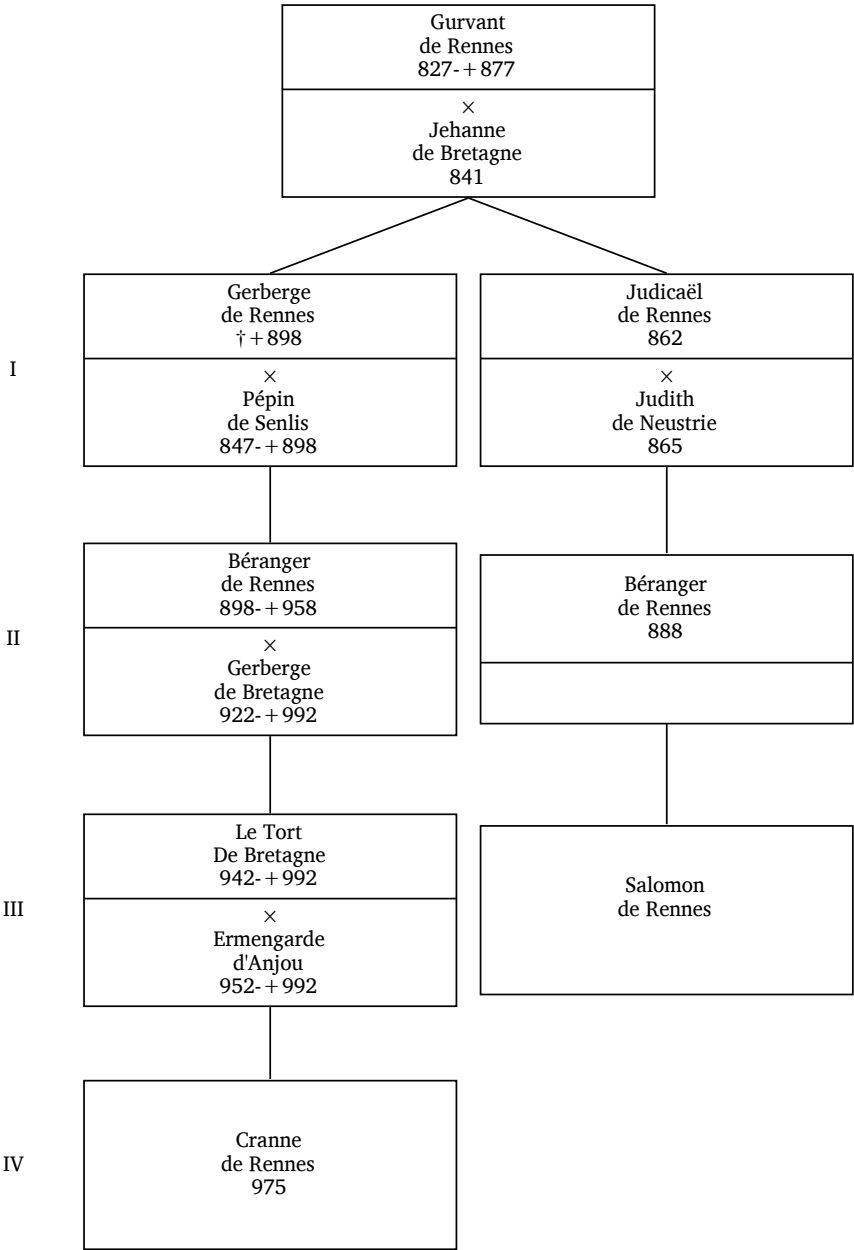 Gurvant
de Rennes
827-+877
×
Jehanne
de Bretagne
841
I
Gerberge
de Rennes
†+898
×
Pépin
de Senlis
847-+898
Judicaël
de Rennes
862
×
Judith
de Neustrie
865
II
Béranger
de Rennes
898-+958
×
Gerberge
de Bretagne
922-+992
Béranger
de Rennes
888
III
Le Tort
De Bretagne
942-+992
×
Ermengarde
d'Anjou
952-+992
Salomon
de Rennes
IV
Cranne
de Rennes
975